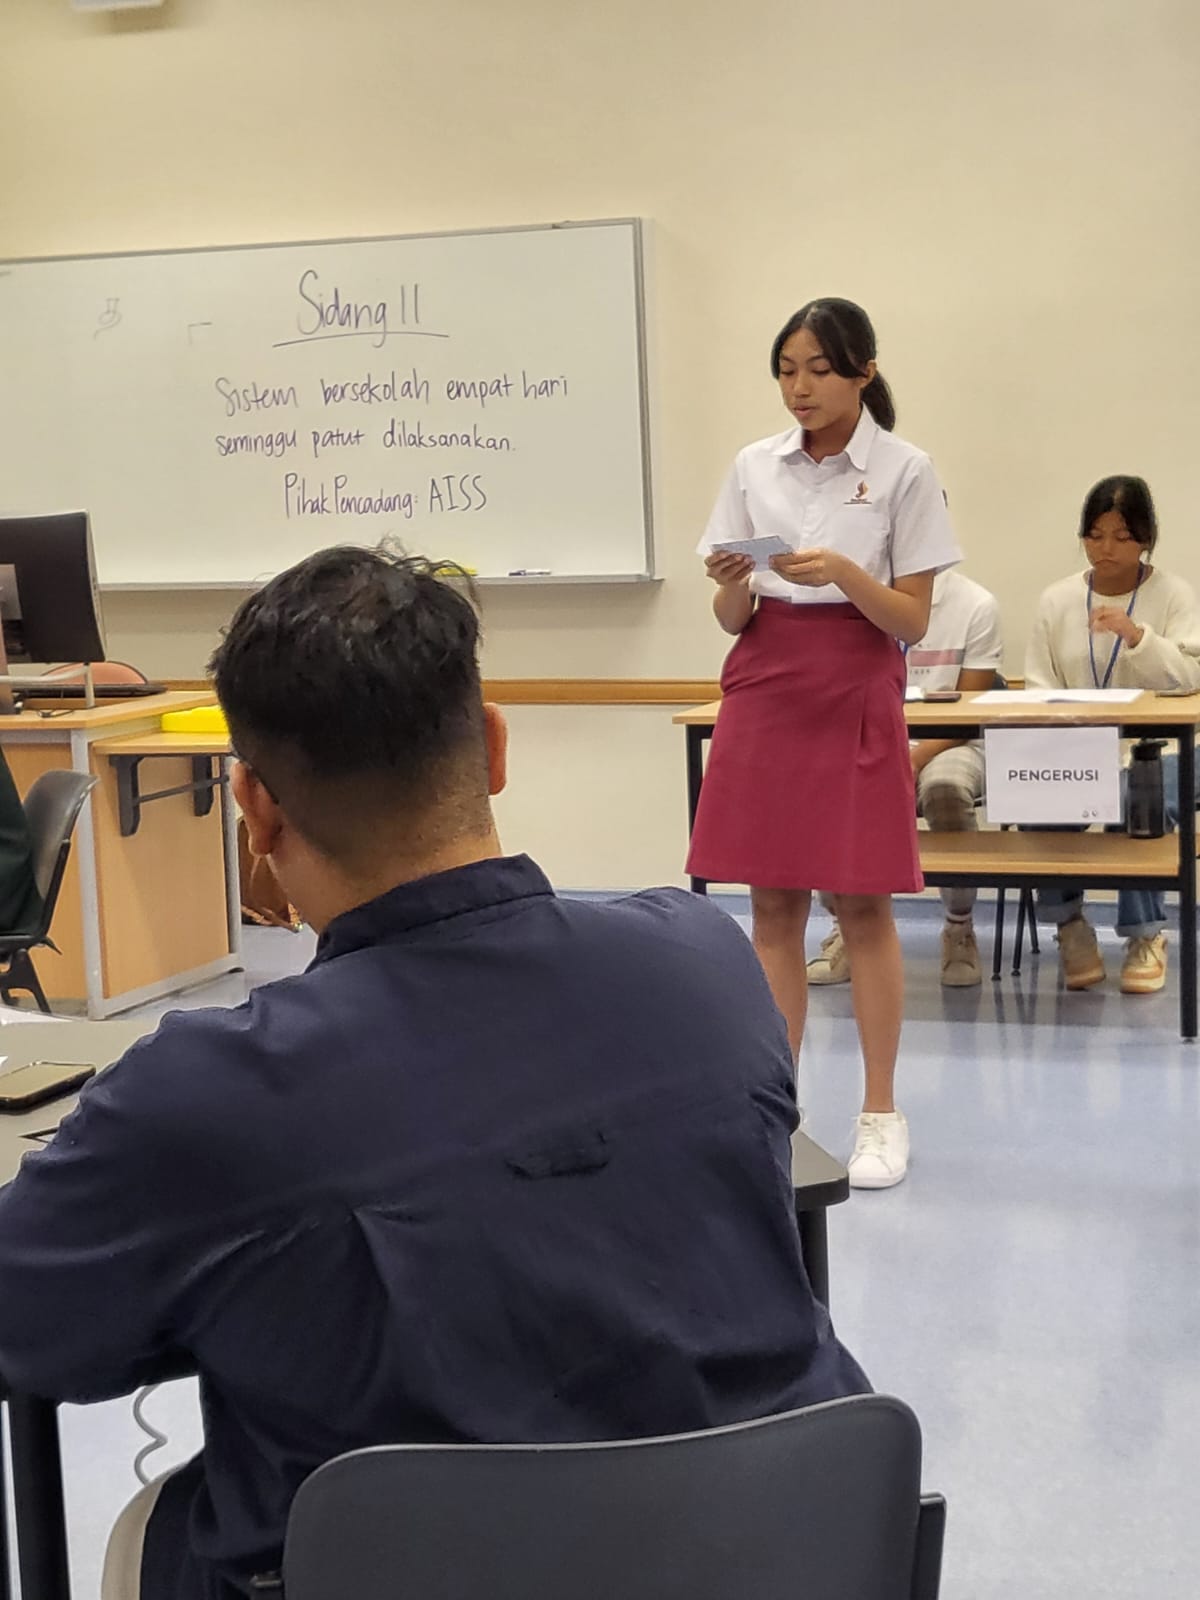 Sidang 11
Sistem bersekolah empat hari
seminggu patut dilaksanakan.
Pihak Pencadang: AISS
PENGERUSI